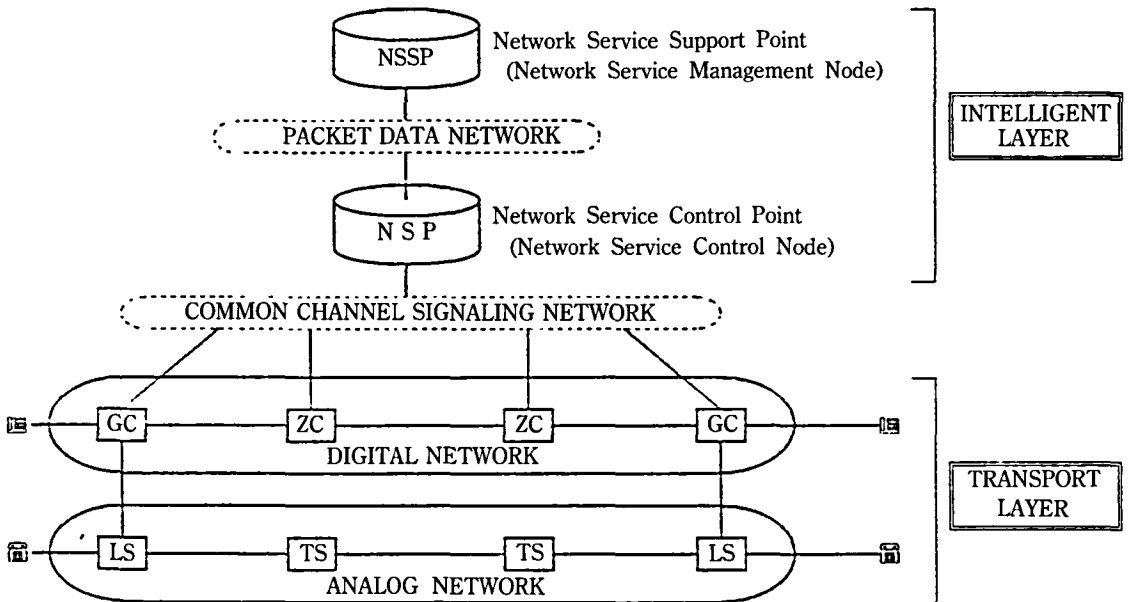 NSSP
Network Service Support Point
(Network Service Management Node)
PACKET DATA NETWORK
INTELLIGENT
LAYER
N S P
Network Service Control Point
(Network Service Control Node)
COMMON CHANNEL SIGNALING NETWORK
GC
ZC
ZC
GC
DIGITAL NETWORK
TRANSPORT
LAYER
LS
TS
TS
LS
ANALOG NETWORK